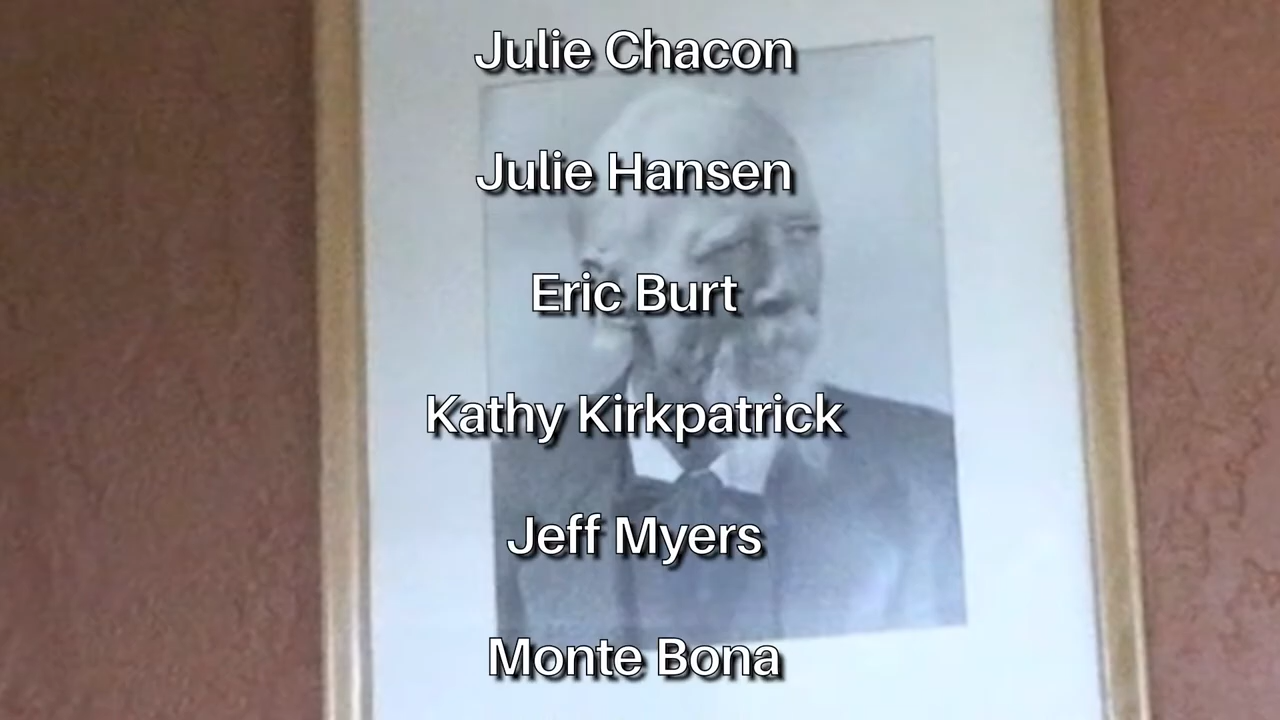 Julie Chacon
Julie Hansen
Eric Burt
Kathy Kirkpatrick
Jeff Myers
Monte Bona